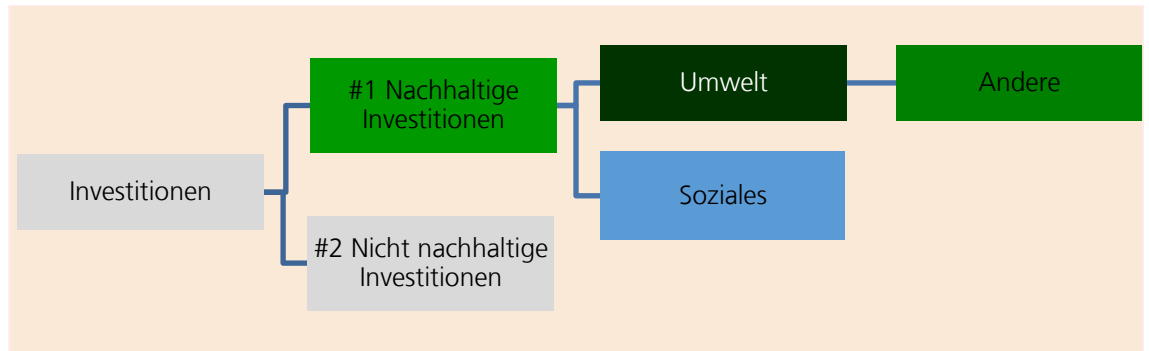 Investitionen
#1 Nachhaltige
Investitionen
#2 Nicht nachhaltige
Investitionen
Umwelt
Soziales
Andere